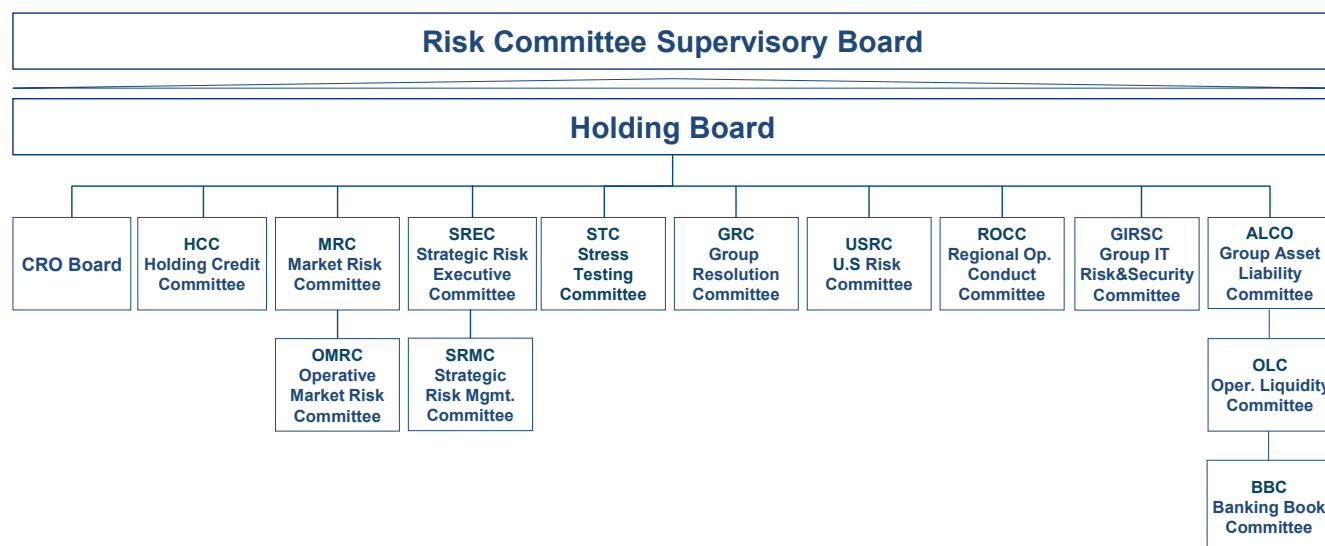 Risk Committee Supervisory Board
Holding Board
CRO Board
HCC
Holding Credit
Committee
MRC
Market Risk
Committee
SREC
Strategic Risk
Executive
Committee
STC
Stress
Testing
Committee
GRC
Group
Resolution
Committee
USRC
U.S Risk
Committee
ROCC
Regional Op.
Conduct
Committee
GIRSC
Group IT
Risk&Security
Committee
ALCO
Group Asset
Liability
Committee
OMRC
Operative
Market Risk
Committee
SRMC
Strategic
Risk Mgmt.
Committee
OLC
Oper. Liquidity
Committee
BBC
Banking Book
Committee